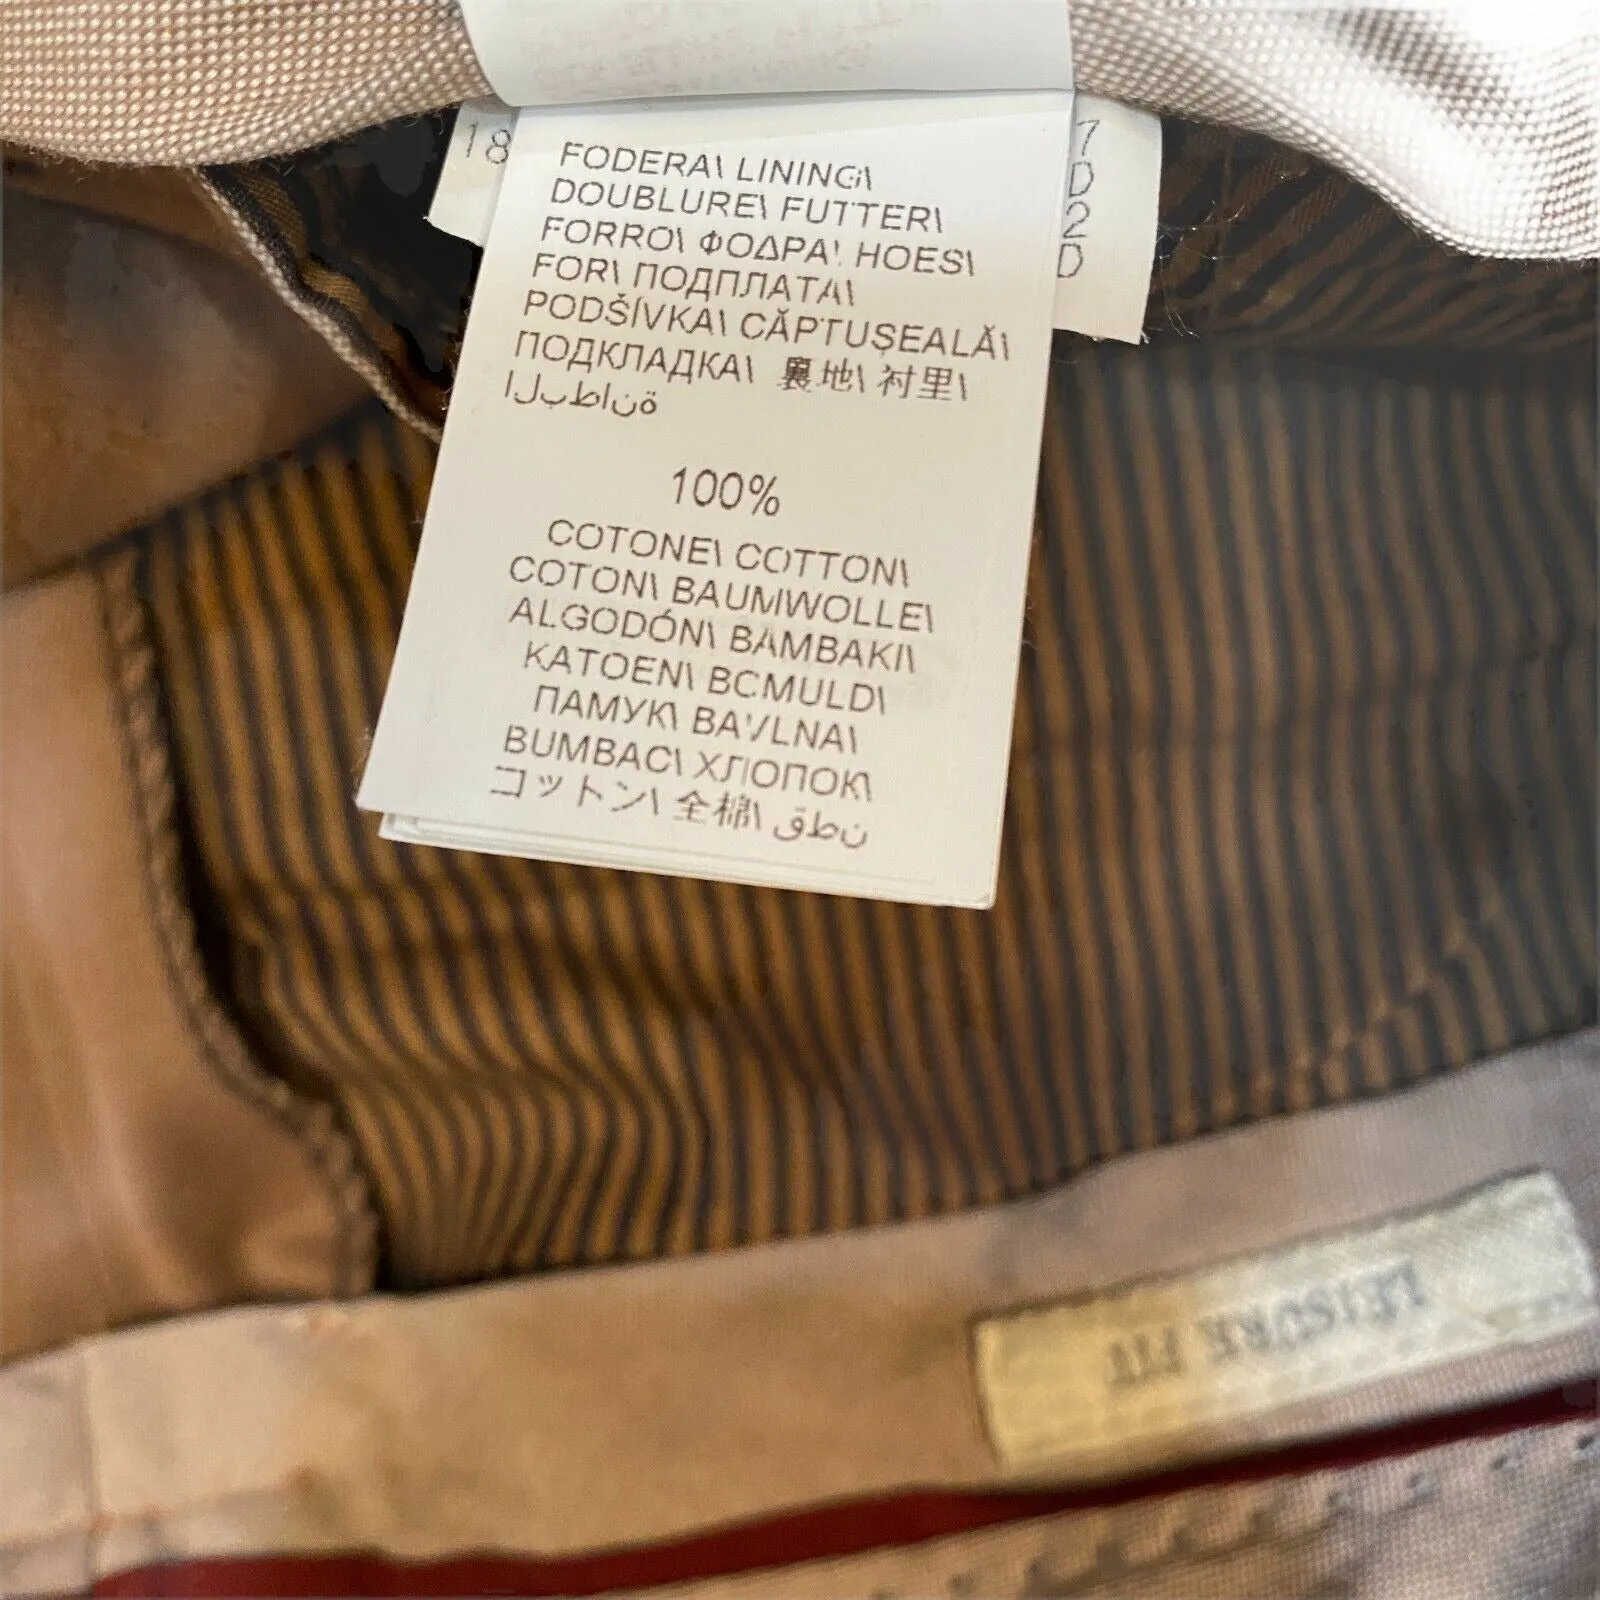 18
7
D
2
D
FODERA\ LINING\
DOUBLURE\ FUTTER\
FORRO\ ΦΟΔΡΑ\ HOES\
FOR\ ПОДПЛАТА\
PODŠÍVKA\ CĂPTUȘEALĂ\
ПОДКЛАДКА\ 裏地\ 衬里\
البطانة
100%
COTONE\ COTTON\
COTON\ BAUMWOLLE\
ALGODÓN\ BAMBAKI\
KATOEN\ BOMULD\
ПАМУК\ BAVLNA\
BUMBAC\ ХЛОПОК\
コットン\ 全棉\ قطن
LEISURE FIT